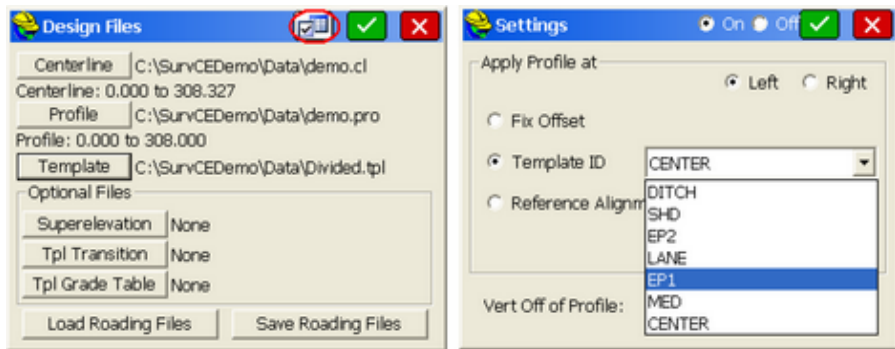 Design Files
Centerline C:\SurvCEDemo\Data\demo.cl
Centerline: 0.000 to 308.327
Profile C:\SurvCEDemo\Data\demo.pro
Profile: 0.000 to 308.000
Template C:\SurvCEDemo\Data\Divided.tpl
Optional Files
Superelevation None
Tpl Transition None
Tpl Grade Table None
Load Roading Files Save Roading Files
Settings On Off
Apply Profile at
Left Right
Fix Offset
Template ID CENTER
DITCH
Reference Alignm
SHD
EP2
LANE
EP1
MED
Vert Off of Profile:
CENTER